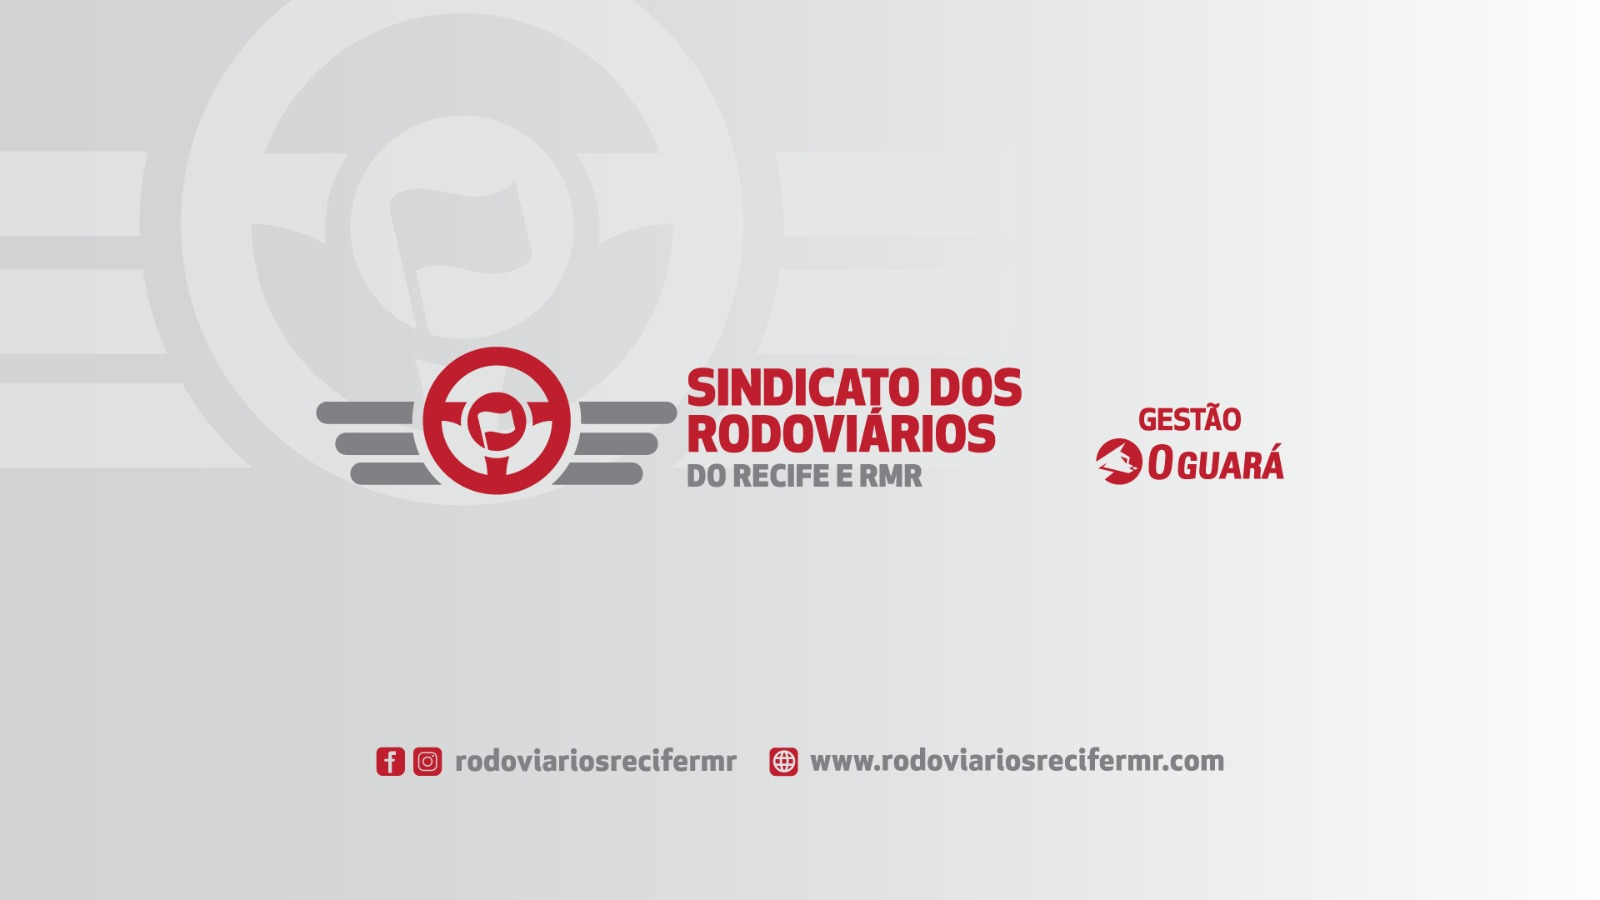 SINDICATO DOS
RODOVIÁRIOS
DO RECIFE E RMR
GESTÃO
O GUARÁ
rodoviariosrecifermr
www.rodoviariosrecifermr.com